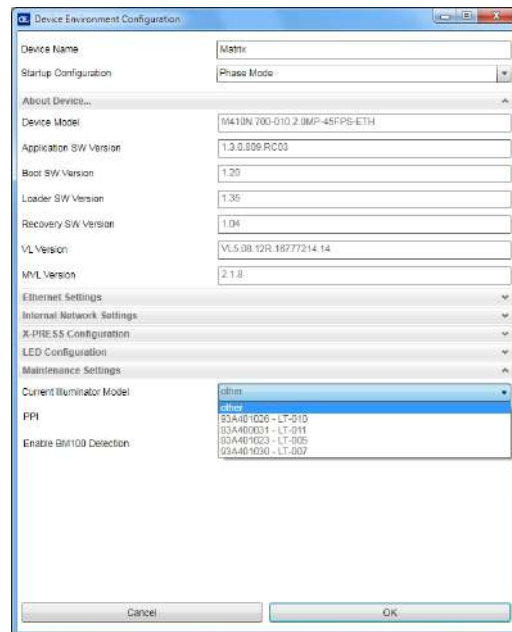 Device Environment Configuration
Device Name Matrix
Startup Configuration Phase Mode
About Device...
Device Model M410N 700-010 2.0MP-45FPS-ETH
Application SW Version 1.3.0.809.RC03
Boot SW Version 1.20
Loader SW Version 1.35
Recovery SW Version 1.04
VL Version VL5.08.12R.16777214.14
MVL Version 2.1.8
Ethernet Settings
Internal Network Settings
X-PRESS Configuration
LED Configuration
Maintenance Settings
Current Illuminator Model other
other
PPI 93A401026 - LT-010
93A400031 - LT-011
Enable BM100 Detection 93A401023 - LT-005
93A401030 - LT-007
Cancel OK